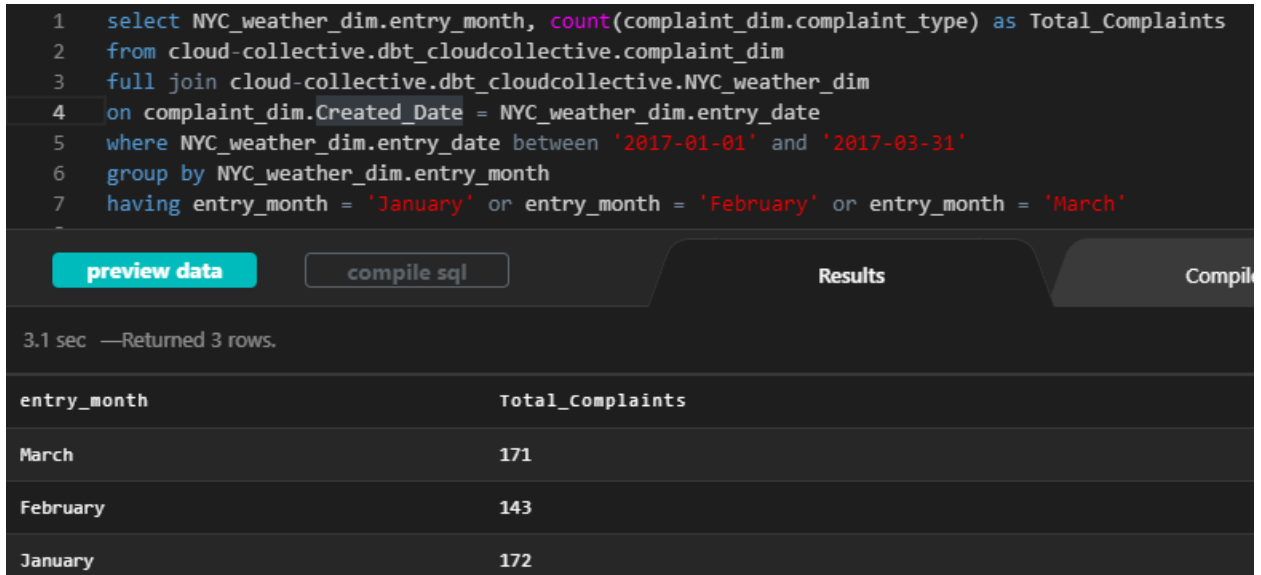 1 select NYC_weather_dim.entry_month, count(complaint_dim.complaint_type) as Total_Complaints
2 from cloud-collective.dbt_cloudcollective.complaint_dim
3 full join cloud-collective.dbt_cloudcollective.NYC_weather_dim
4 on complaint_dim.Created_Date = NYC_weather_dim.entry_date
5 where NYC_weather_dim.entry_date between '2017-01-01' and '2017-03-31'
6 group by NYC_weather_dim.entry_month
7 having entry_month = 'January' or entry_month = 'February' or entry_month = 'March'
preview data compile sql Results Compile
3.1 sec —Returned 3 rows.
entry_month Total_Complaints
March 171
February 143
January 172